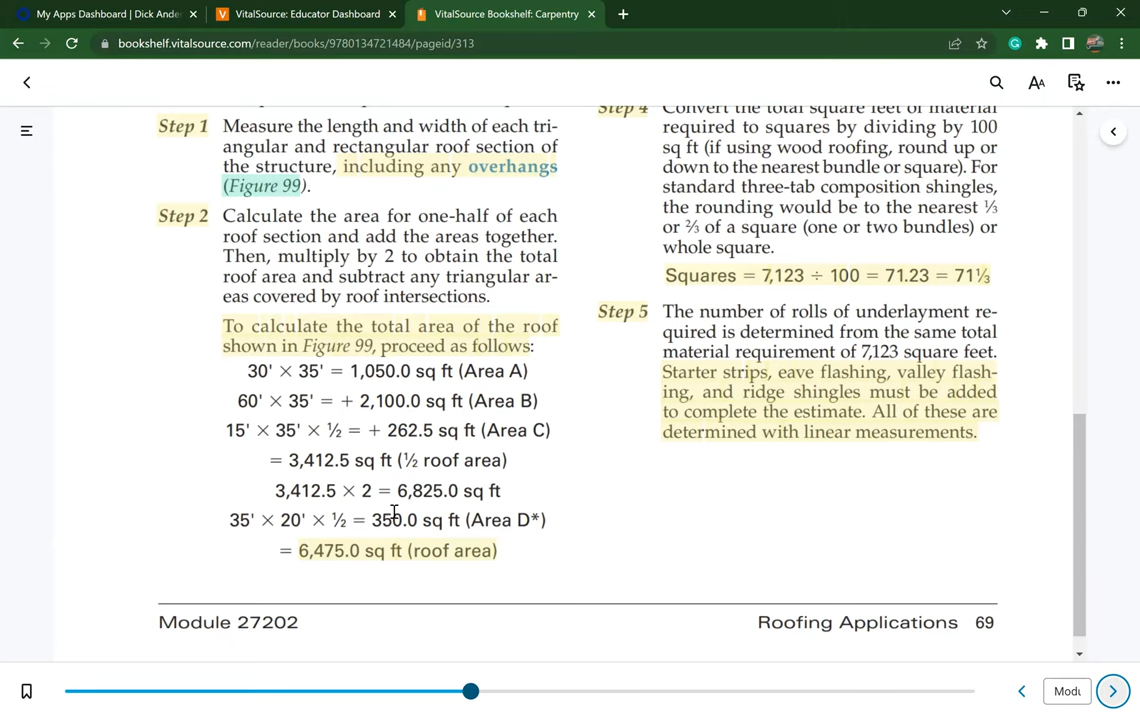 My Apps Dashboard | Dick Ander
VitalSource: Educator Dashboard
VitalSource Bookshelf: Carpentry
bookshelf.vitalsource.com/reader/books/9780134721484/pageid/313
Step 1 Measure the length and width of each tri-
angular and rectangular roof section of
the structure, including any overhangs
(Figure 99).
Step 2 Calculate the area for one-half of each
roof section and add the areas together.
Then, multiply by 2 to obtain the total
roof area and subtract any triangular ar-
eas covered by roof intersections.
To calculate the total area of the roof
shown in Figure 99, proceed as follows:
30' × 35' = 1,050.0 sq ft (Area A)
60' × 35' = + 2,100.0 sq ft (Area B)
15' × 35' × ½ = + 262.5 sq ft (Area C)
= 3,412.5 sq ft (½ roof area)
3,412.5 × 2 = 6,825.0 sq ft
35' × 20' × ½ = 350.0 sq ft (Area D*)
= 6,475.0 sq ft (roof area)
Step 4 Convert the total square feet of material
required to squares by dividing by 100
sq ft (if using wood roofing, round up or
down to the nearest bundle or square). For
standard three-tab composition shingles,
the rounding would be to the nearest ⅓
or ⅔ of a square (one or two bundles) or
whole square.
Squares = 7,123 ÷ 100 = 71.23 = 71⅓
Step 5 The number of rolls of underlayment re-
quired is determined from the same total
material requirement of 7,123 square feet.
Starter strips, eave flashing, valley flash-
ing, and ridge shingles must be added
to complete the estimate. All of these are
determined with linear measurements.
Module 27202
Roofing Applications 69
Modu